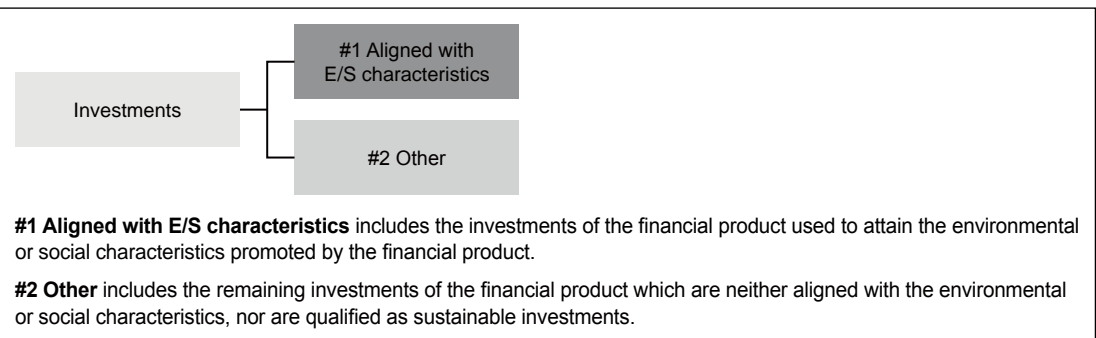 #1 Aligned with
E/S characteristics
Investments
#2 Other
#1 Aligned with E/S characteristics includes the investments of the financial product used to attain the environmental
or social characteristics promoted by the financial product.
#2 Other includes the remaining investments of the financial product which are neither aligned with the environmental
or social characteristics, nor are qualified as sustainable investments.